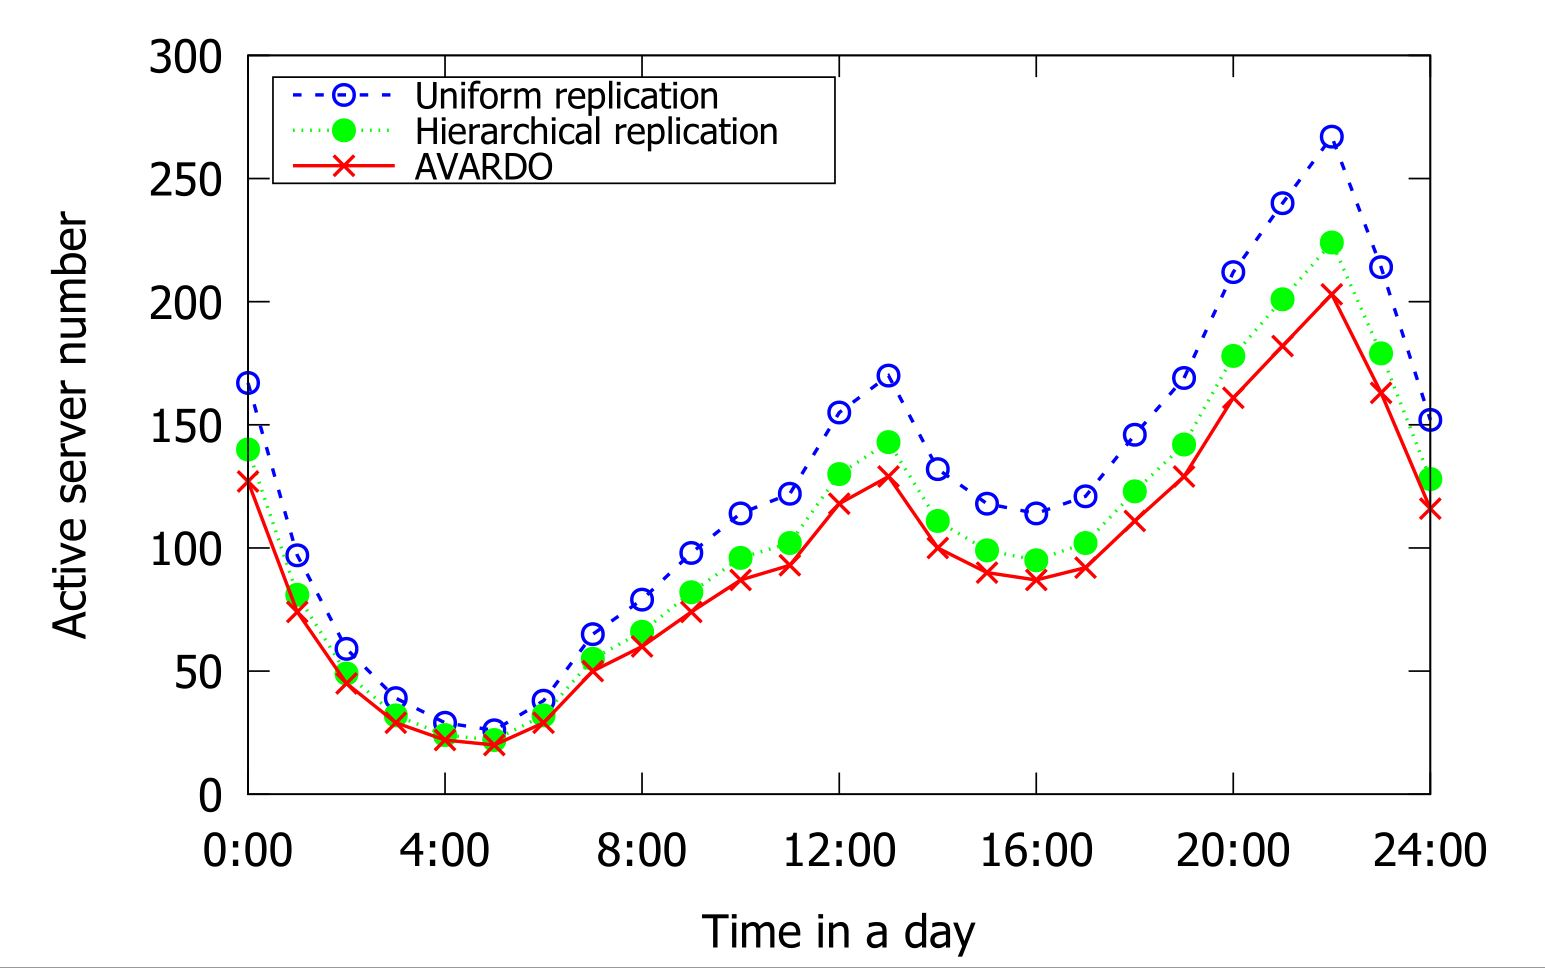 300
250
200
150
100
50
0
Active server number
Uniform replication
Hierarchical replication
AVARDO
0:00 4:00 8:00 12:00 16:00 20:00 24:00
Time in a day